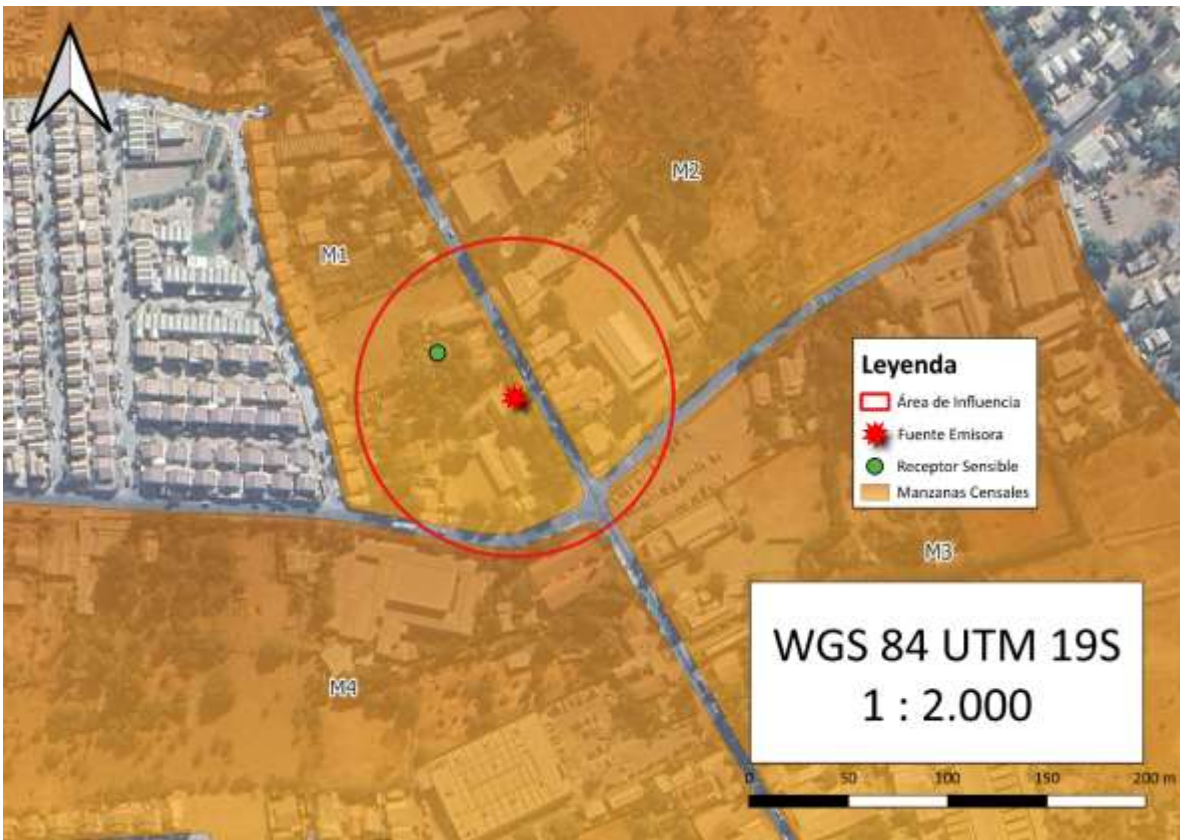 M2
M1
Leyenda
Área de Influencia
Fuente Emisora
Receptor Sensible
Manzanas Censales
M3
WGS 84 UTM 19S
1 : 2.000
M4
0 50 100 150 200 m